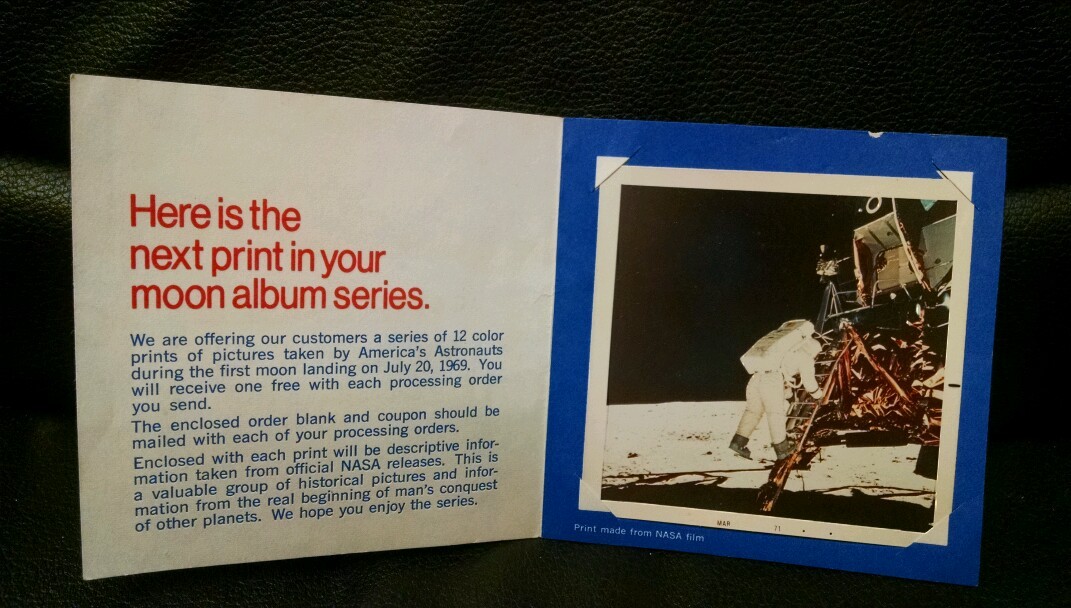 Here is the
next print in your
moon album series.
We are offering our customers a series of 12 color
prints of pictures taken by America's Astronauts
during the first moon landing on July 20, 1969. You
will receive one free with each processing order
you send.
The enclosed order blank and coupon should be
mailed with each of your processing orders.
Enclosed with each print will be descriptive infor-
mation taken from official NASA releases. This is
a valuable group of historical pictures and infor-
mation from the real beginning of man's conquest
of other planets. We hope you enjoy the series.
MAR 71
Print made from NASA film